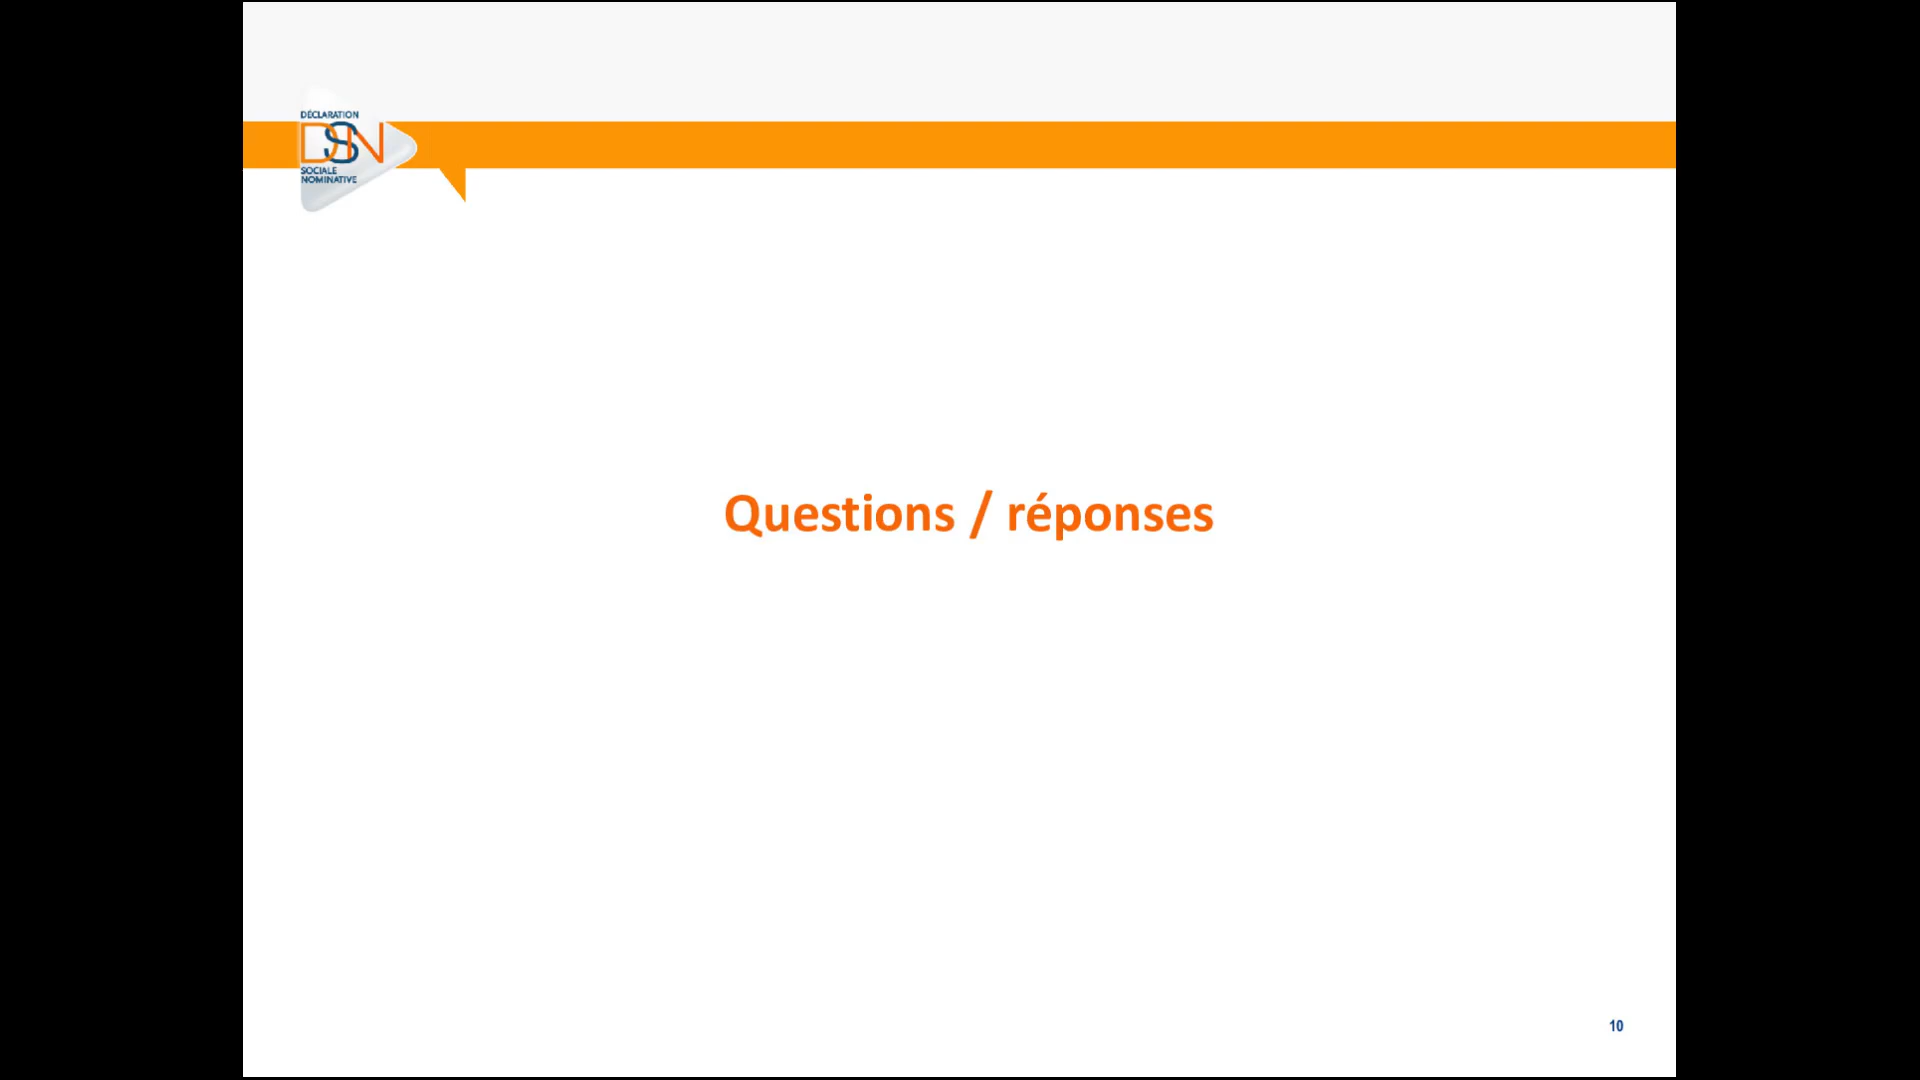 DÉCLARATION
DSN
SOCIALE
NOMINATIVE
Questions / réponses
10